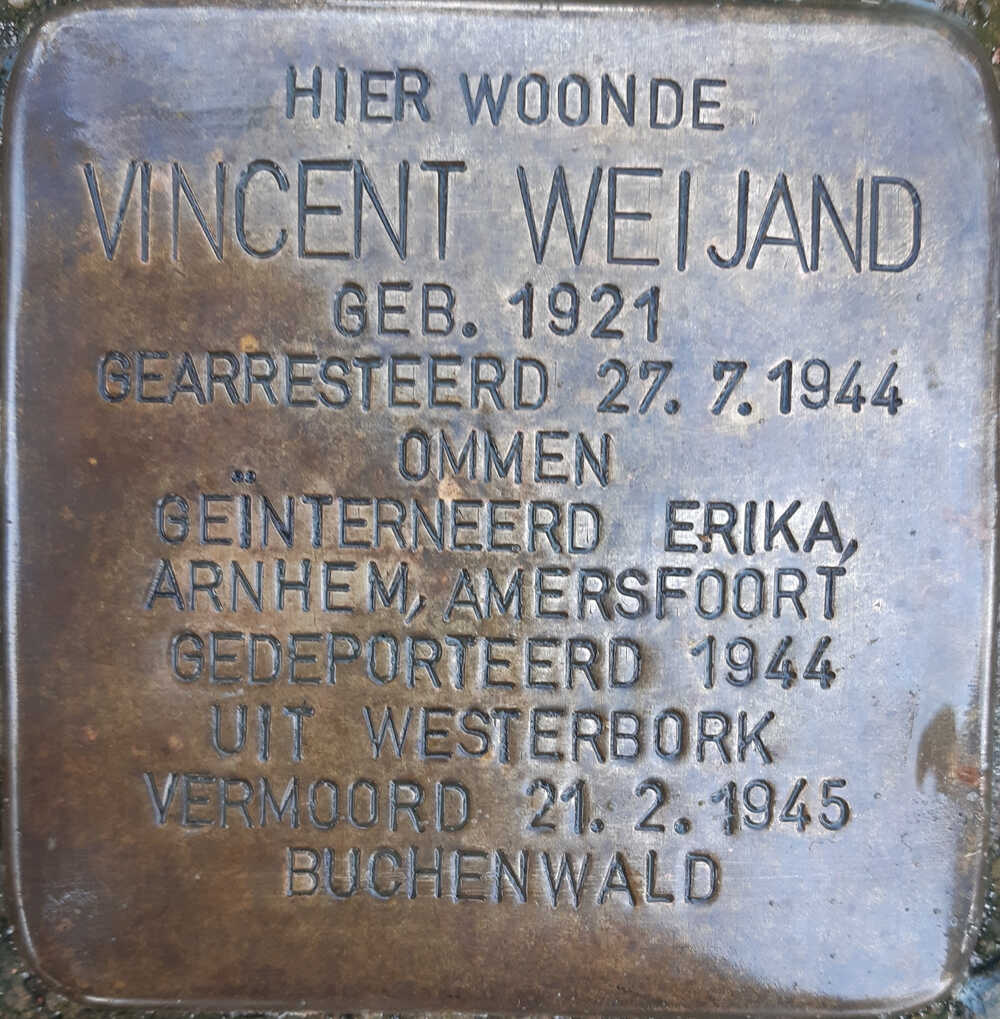 HIER WOONDE
VINCENT WEIJAND
GEB. 1921
GEARRESTEERD 27.7.1944
OMMEN
GEÏNTERNEERD ERIKA,
ARNHEM, AMERSFOORT
GEDEPORTEERD 1944
UIT WESTERBORK
VERMOORD 21.2.1945
BUCHENWALD